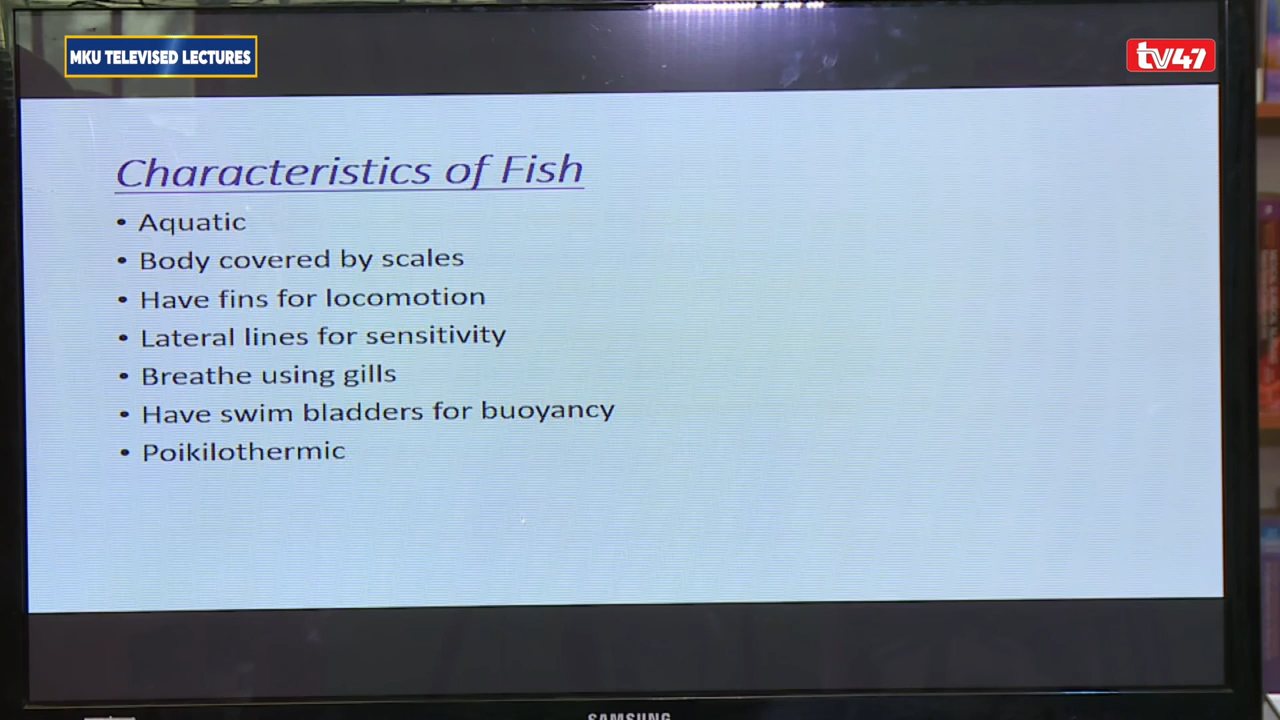 MKU TELEVISED LECTURES
tv47
Characteristics of Fish
• Aquatic
• Body covered by scales
• Have fins for locomotion
• Lateral lines for sensitivity
• Breathe using gills
• Have swim bladders for buoyancy
• Poikilothermic
SAMSUNG